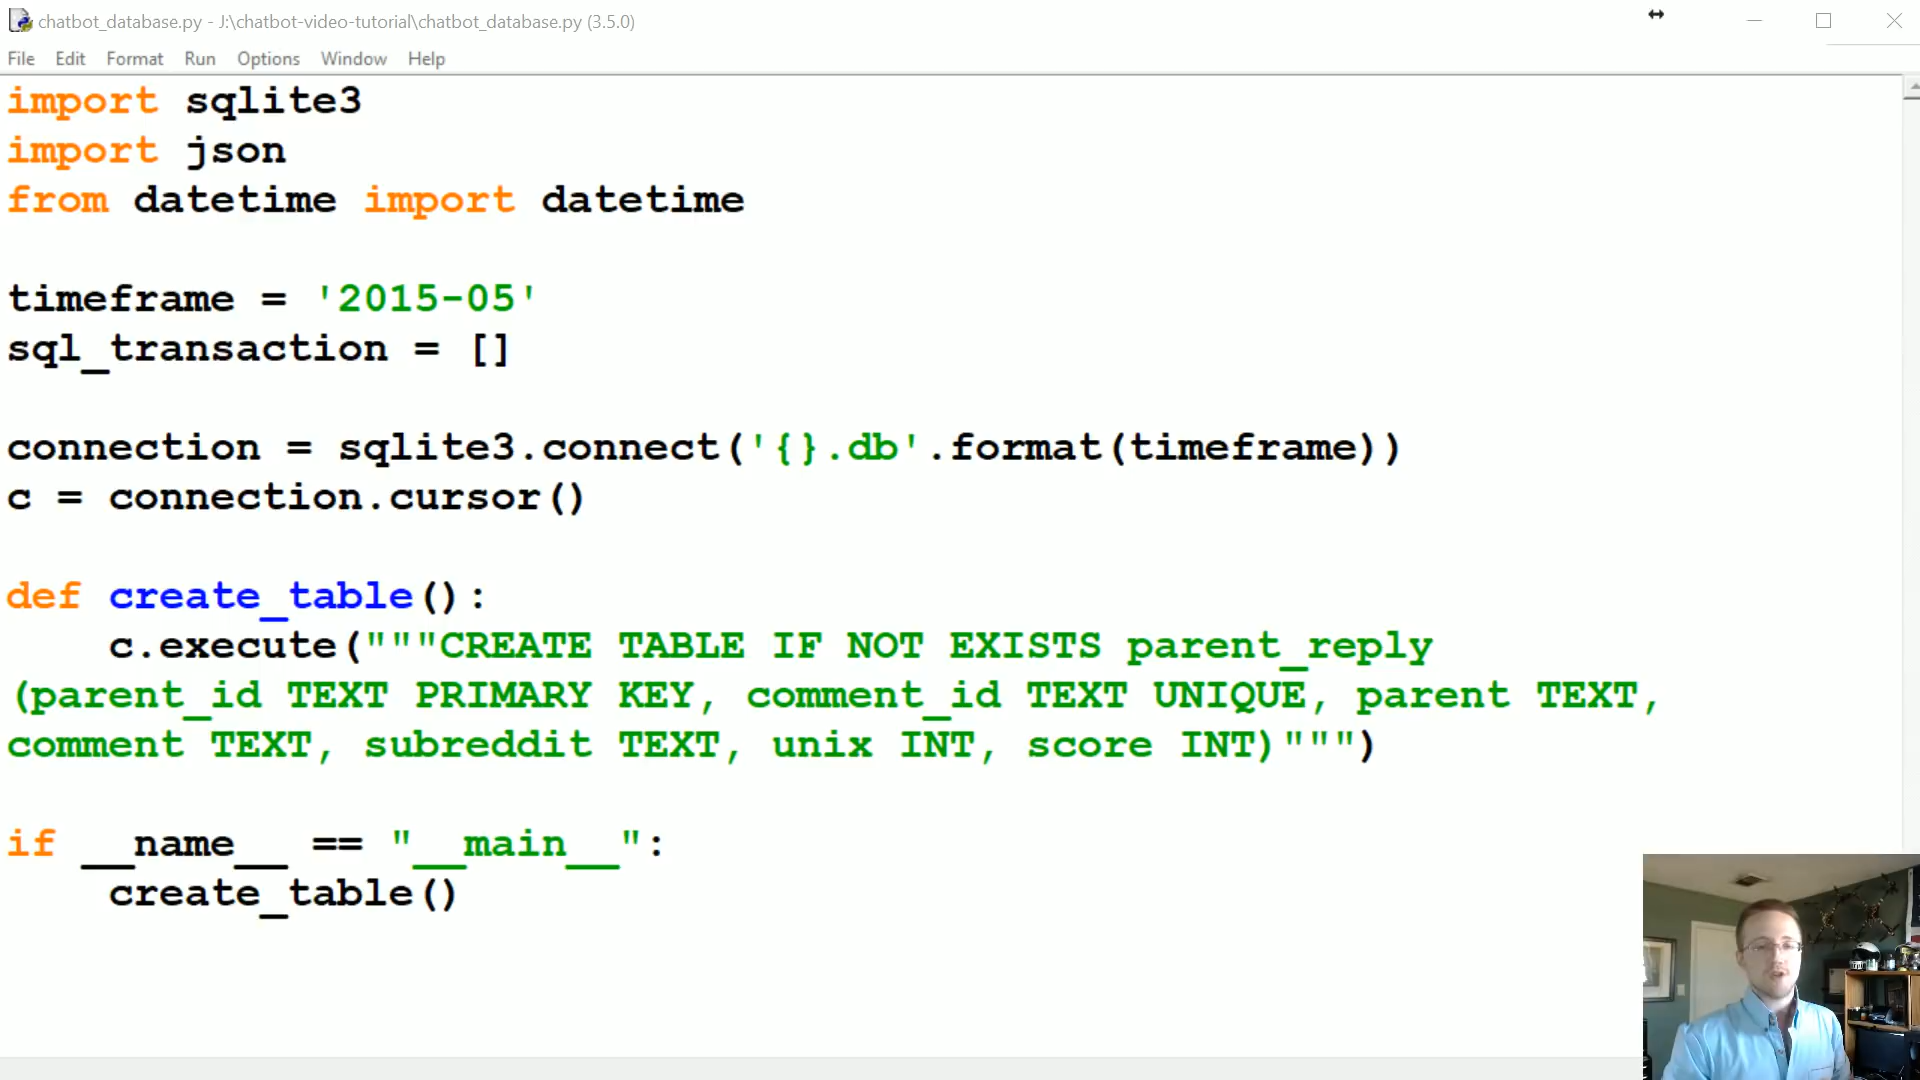 chatbot_database.py - J:\chatbot-video-tutorial\chatbot_database.py (3.5.0)
File Edit Format Run Options Window Help
import sqlite3
import json
from datetime import datetime
timeframe = '2015-05'
sql_transaction = []
connection = sqlite3.connect('{}.db'.format(timeframe))
c = connection.cursor()
def create_table():
    c.execute("""CREATE TABLE IF NOT EXISTS parent_reply
(parent_id TEXT PRIMARY KEY, comment_id TEXT UNIQUE, parent TEXT,
comment TEXT, subreddit TEXT, unix INT, score INT)""")
if __name__ == "__main__":
    create_table()